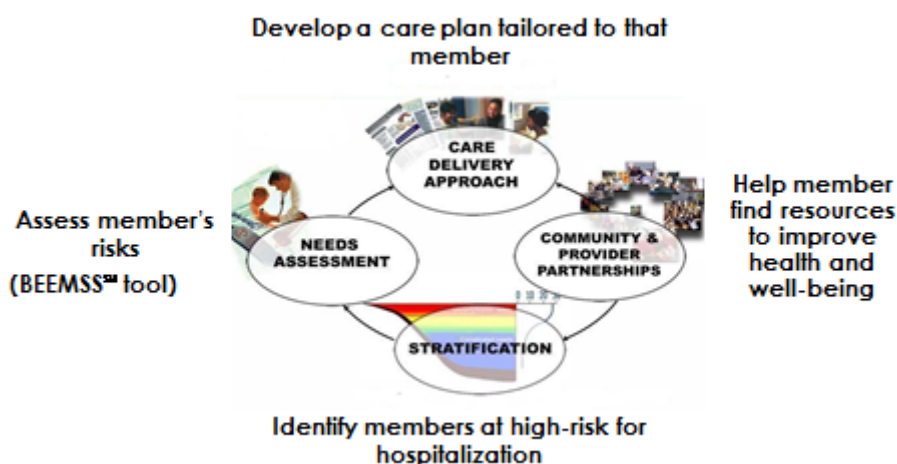 Develop a care plan tailored to that
member
CARE
DELIVERY
APPROACH
Assess member's
risks
(BEEMSS℠ tool)
NEEDS
ASSESSMENT
COMMUNITY &
PROVIDER
PARTNERSHIPS
Help member
find resources
to improve
health and
well-being
STRATIFICATION
Identify members at high-risk for
hospitalization